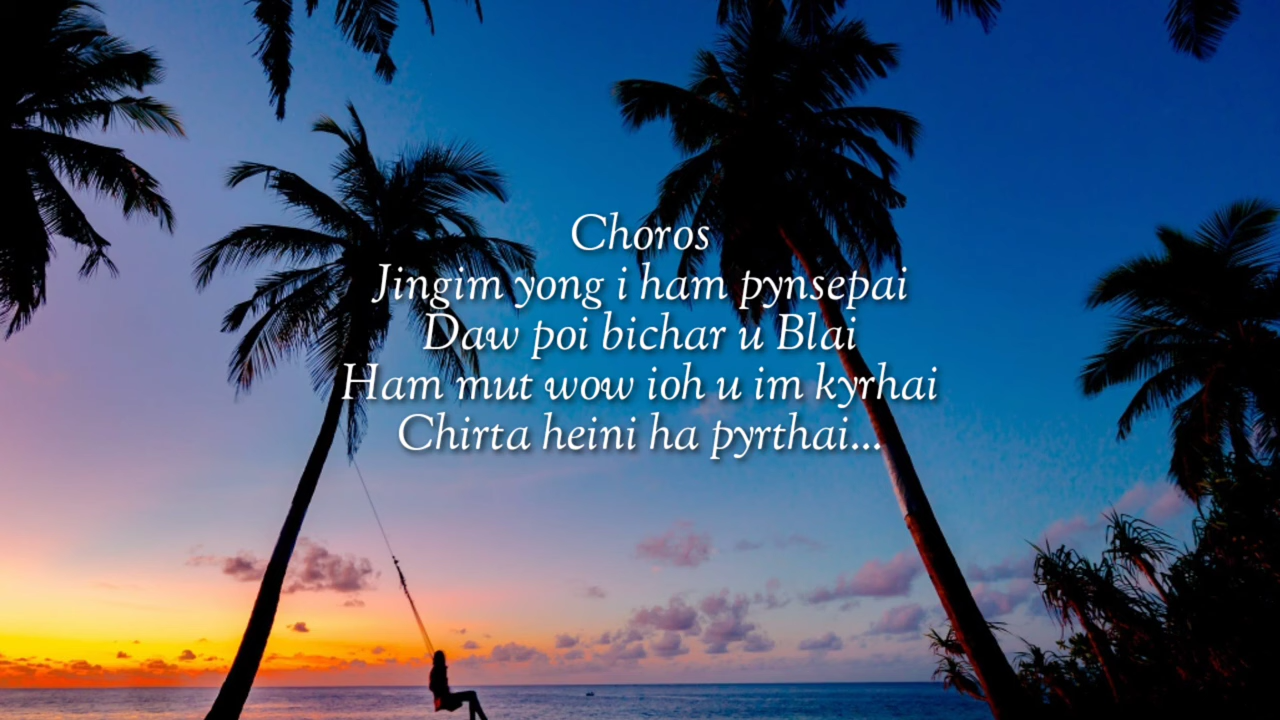 Choros
Jingim yong i ham pynsepai
Daw poi bichar u Blai
Ham mut wow ioh u im kyrhai
Chirta heini ha pyrthai...